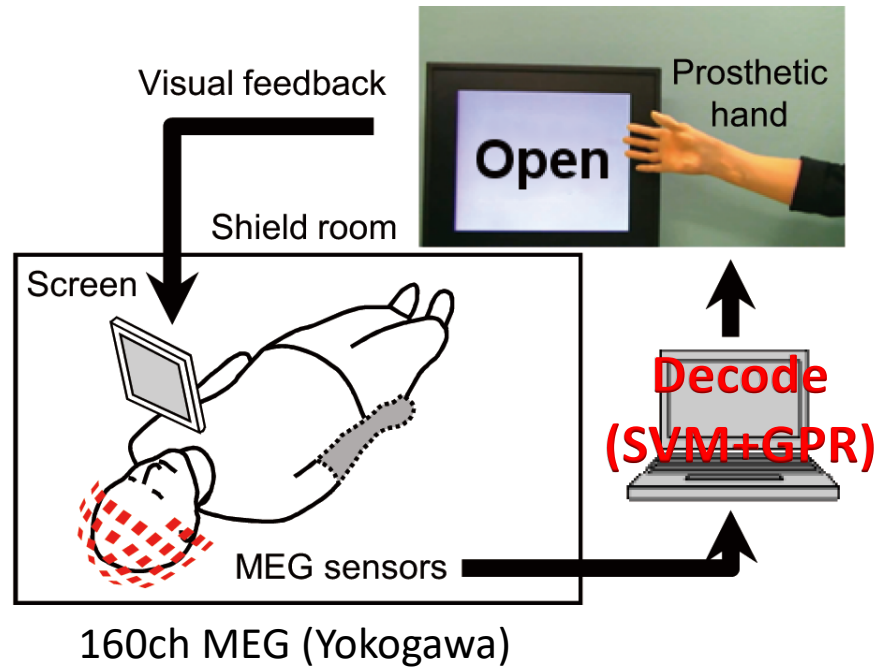 Visual feedback
Prosthetic
hand
Open
Shield room
Screen
Decode
(SVM+GPR)
MEG sensors
160ch MEG (Yokogawa)